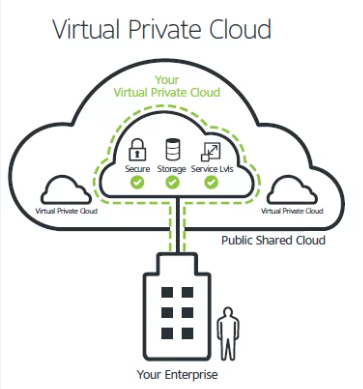 Virtual Private Cloud
Your
Virtual Private Cloud
Secure Storage Service Lvls
Virtual Private Cloud
Virtual Private Cloud
Public Shared Cloud
Your Enterprise